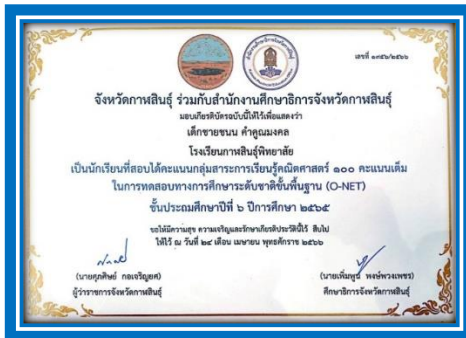 เลขที่ ๑๓๕๖/๒๕๖๖
จังหวัดกาฬสินธุ์ ร่วมกับสำนักงานศึกษาธิการจังหวัดกาฬสินธุ์
มอบเกียรติบัตรฉบับนี้ให้ไว้เพื่อแสดงว่า
เด็กชายชนน คำคูณมงคล
โรงเรียนกาฬสินธุ์พิทยาสัย
เป็นนักเรียนที่สอบได้คะแนนกลุ่มสาระการเรียนรู้คณิตศาสตร์ ๑๐๐ คะแนนเต็ม
ในการทดสอบทางการศึกษาระดับชาติขั้นพื้นฐาน (O-NET)
ชั้นประถมศึกษาปีที่ ๖ ปีการศึกษา ๒๕๖๕
ขอให้มีความสุข ความเจริญและรักษาเกียรติประวัตินี้ไว้ สืบไป
ให้ไว้ ณ วันที่ ๒๔ เดือน เมษายน พุทธศักราช ๒๕๖๖
(นายศุภศิษย์ กอเจริญยศ)
ผู้ว่าราชการจังหวัดกาฬสินธุ์
(นายเพิ่มพูน พงษ์พวงเพชร)
ศึกษาธิการจังหวัดกาฬสินธุ์